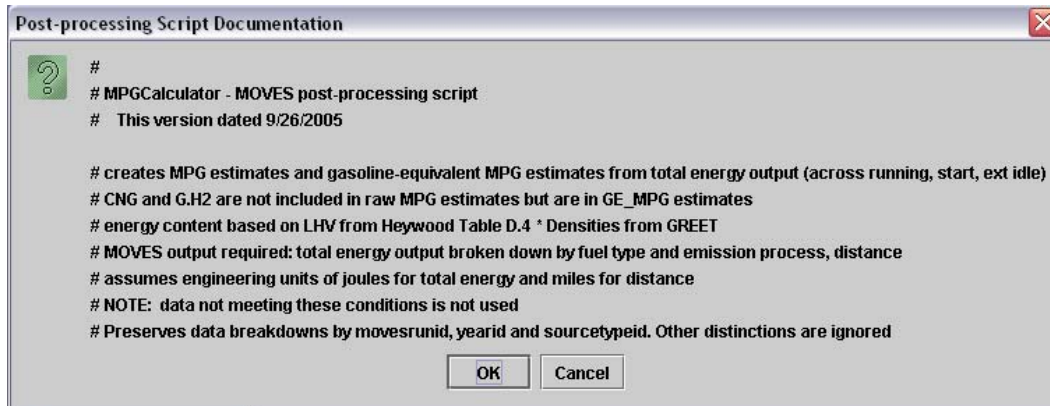 Post-processing Script Documentation
#
# MPGCalculator - MOVES post-processing script
#   This version dated 9/26/2005
# creates MPG estimates and gasoline-equivalent MPG estimates from total energy output (across running, start, ext idle)
# CNG and G.H2 are not included in raw MPG estimates but are in GE_MPG estimates
# energy content based on LHV from Heywood Table D.4 * Densities from GREET
# MOVES output required: total energy output broken down by fuel type and emission process, distance
# assumes engineering units of joules for total energy and miles for distance
# NOTE:  data not meeting these conditions is not used
# Preserves data breakdowns by movesrunid, yearid and sourcetypeid. Other distinctions are ignored
OK Cancel